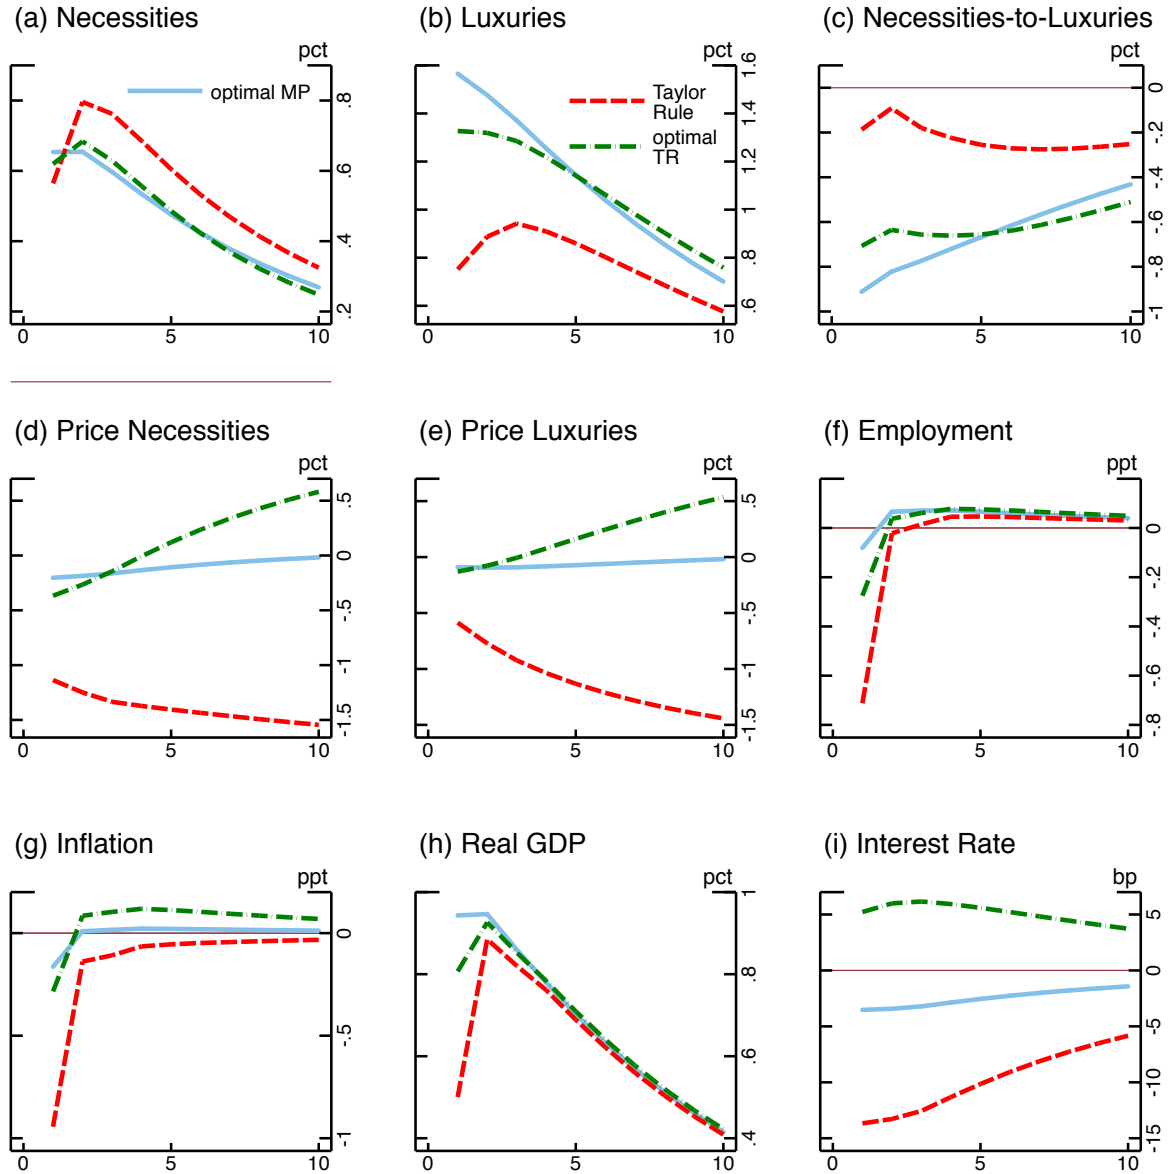 (a) Necessities
(b) Luxuries
(c) Necessities-to-Luxuries
pct
pct
pct
optimal MP
Taylor
Rule
optimal
TR
.8
.6
.4
.2
1.6
1.4
1.2
1
.8
.6
0
-.2
-.4
-.6
-.8
-1
0 5 10
0 5 10
0 5 10
(d) Price Necessities
(e) Price Luxuries
(f) Employment
pct
pct
ppt
.5
0
-.5
-1
-1.5
.5
0
-.5
-1
-1.5
0
-.2
-.4
-.6
-.8
0 5 10
0 5 10
0 5 10
(g) Inflation
(h) Real GDP
(i) Interest Rate
ppt
pct
bp
0
-.5
-1
1
.8
.6
.4
5
0
-5
-10
-15
0 5 10
0 5 10
0 5 10